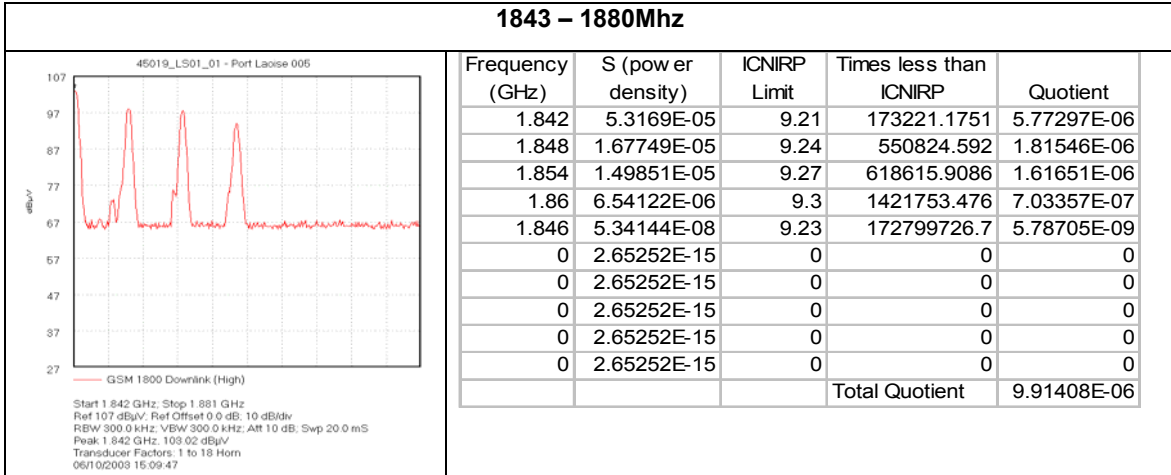 1843 – 1880Mhz
45019_LS01_01 - Port Laoise 005
107
97
87
77
67
57
47
37
27
dBµV
GSM 1800 Downlink (High)
Start 1.842 GHz; Stop 1.881 GHz
Ref 107 dBµV; Ref Offset 0.0 dB; 10 dB/div
RBW 300.0 kHz; VBW 300.0 kHz; Att 10 dB; Swp 20.0 mS
Peak 1.842 GHz, 103.02 dBµV
Transducer Factors: 1 to 18 Horn
06/10/2003 15:09:47
Frequency (GHz) S (pow er density) ICNIRP Limit Times less than ICNIRP Quotient
1.842 5.3169E-05 9.21 173221.1751 5.77297E-06
1.848 1.67749E-05 9.24 550824.592 1.81546E-06
1.854 1.49851E-05 9.27 618615.9086 1.61651E-06
1.86 6.54122E-06 9.3 1421753.476 7.03357E-07
1.846 5.34144E-08 9.23 172799726.7 5.78705E-09
0 2.65252E-15 0 0 0
0 2.65252E-15 0 0 0
0 2.65252E-15 0 0 0
0 2.65252E-15 0 0 0
0 2.65252E-15 0 0 0
Total Quotient 9.91408E-06